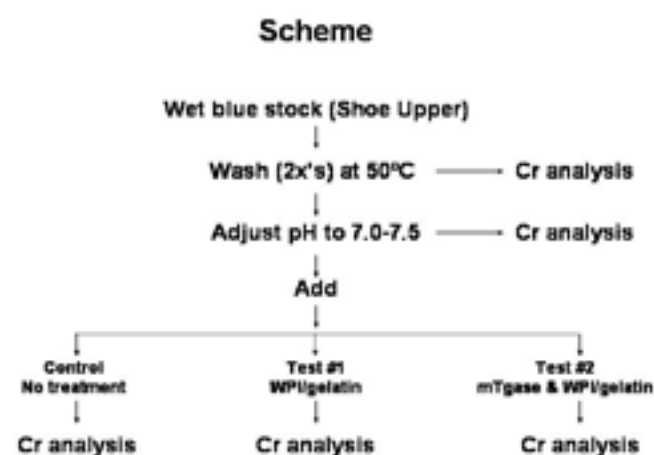 Scheme
Wet blue stock (Shoe Upper)
Wash (2x's) at 50ºC
Cr analysis
Adjust pH to 7.0-7.5
Cr analysis
Add
Control
No treatment
Test #1
WPI/gelatin
Test #2
mTgase & WPI/gelatin
Cr analysis
Cr analysis
Cr analysis